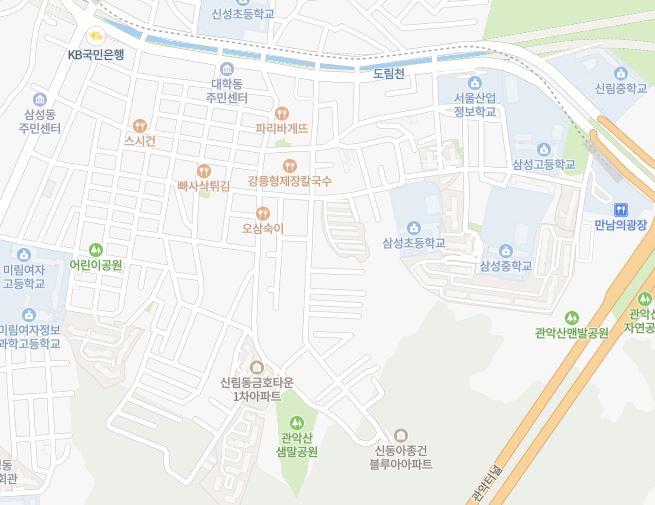 신성초등학교
KB국민은행
도림천
대학동
주민센터
서울산업
정보학교
신림중학교
삼성동
주민센터
스시건
파리바게뜨
삼성고등학교
빠사삭튀김
강릉형제장칼국수
오삼숙이
만남의광장
삼성초등학교
어린이공원
삼성중학교
미림여자
고등학교
관악산맨발공원
관악산
자연공
미림여자정보
과학고등학교
신림동금호타운
1차아파트
관악산
샘말공원
신동아종건
블루아아파트
동
회관
관악터널